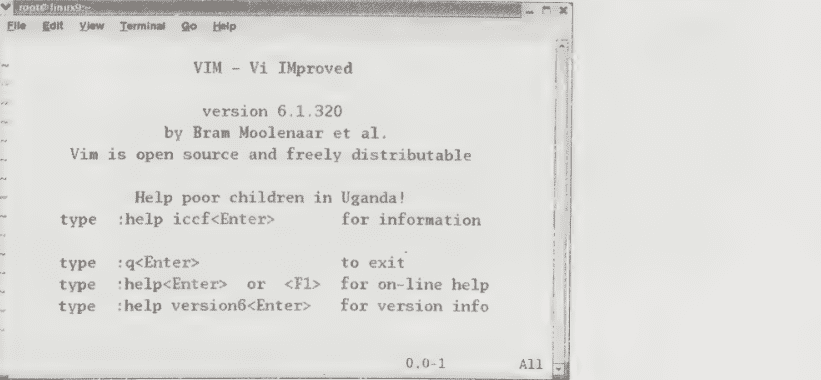 root@linux9:~
File Edit View Terminal Go Help
~ VIM - Vi IMproved
~
~ version 6.1.320
~ by Bram Moolenaar et al.
~ Vim is open source and freely distributable
~
~ Help poor children in Uganda!
~ type :help iccf<Enter> for information
~
~ type :q<Enter> to exit
~ type :help<Enter> or <F1> for on-line help
~ type :help version6<Enter> for version info
~
0,0-1 All